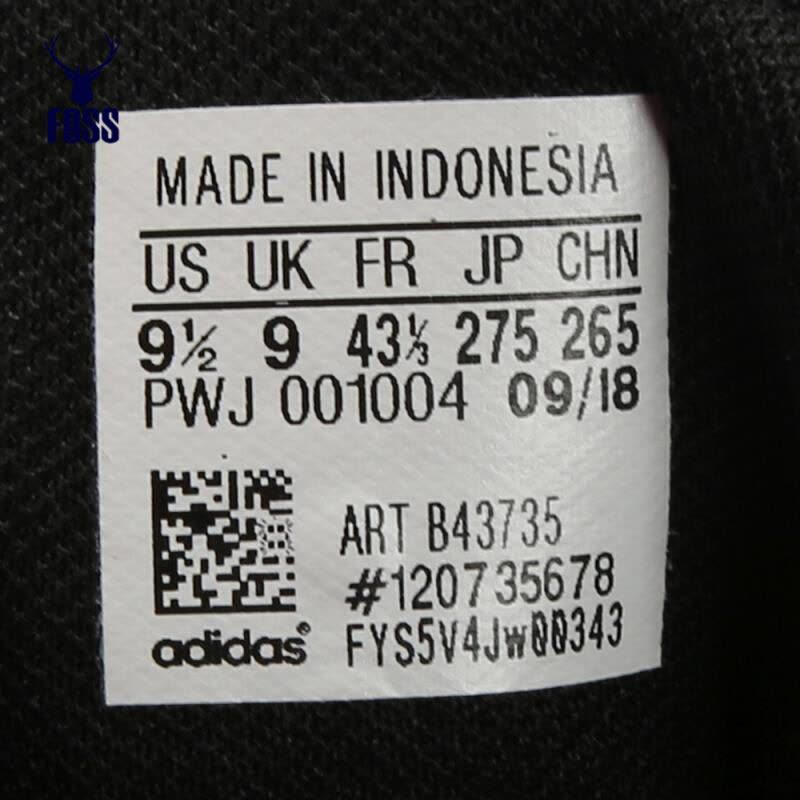 FOSS
MADE IN INDONESIA
US UK FR JP CHN
9½ 9 43⅓ 275 265
PWJ 001004 09/18
ART B43735
#120735678
adidas® FYS5V4Jw00343